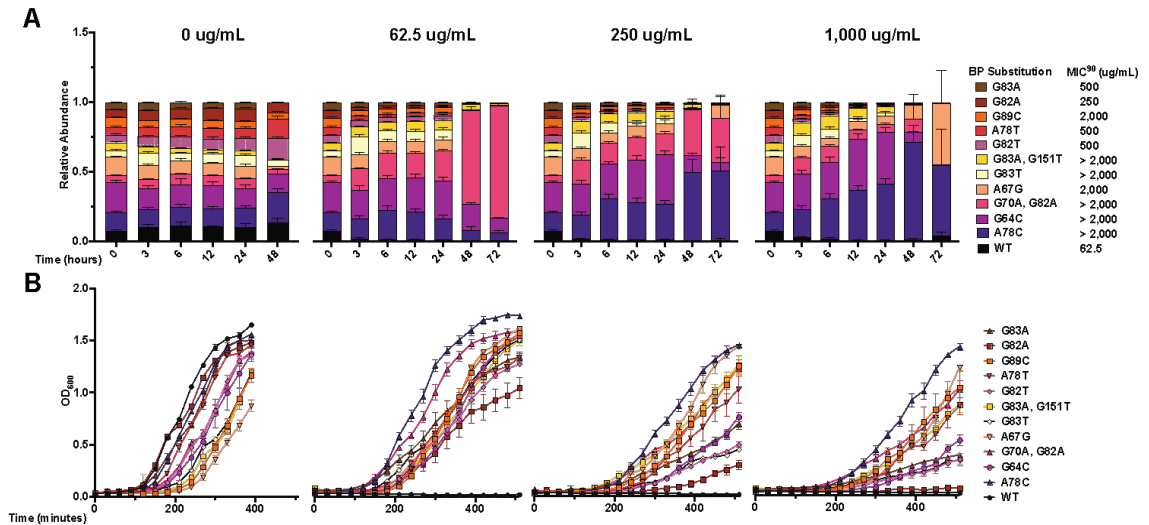 A
0 ug/mL
62.5 ug/mL
250 ug/mL
1,000 ug/mL
Relative Abundance
1.5
1.0
0.5
0.0
Time (hours)
0 3 6 12 24 48
0 3 6 12 24 48 72
0 3 6 12 24 48 72
0 3 6 12 24 48 72
BP Substitution MIC90 (ug/mL)
G83A 500
G82A 250
G89C 2,000
A78T 500
G82T 500
G83A, G151T > 2,000
G83T > 2,000
A67G 2,000
G70A, G82A > 2,000
G64C > 2,000
A78C > 2,000
WT 62.5
B
OD600
2.0
1.5
1.0
0.5
0.0
Time (minutes)
0 200 400
0 200 400
0 200 400
0 200 400
G83A
G82A
G89C
A78T
G82T
G83A, G151T
G83T
A67G
G70A, G82A
G64C
A78C
WT